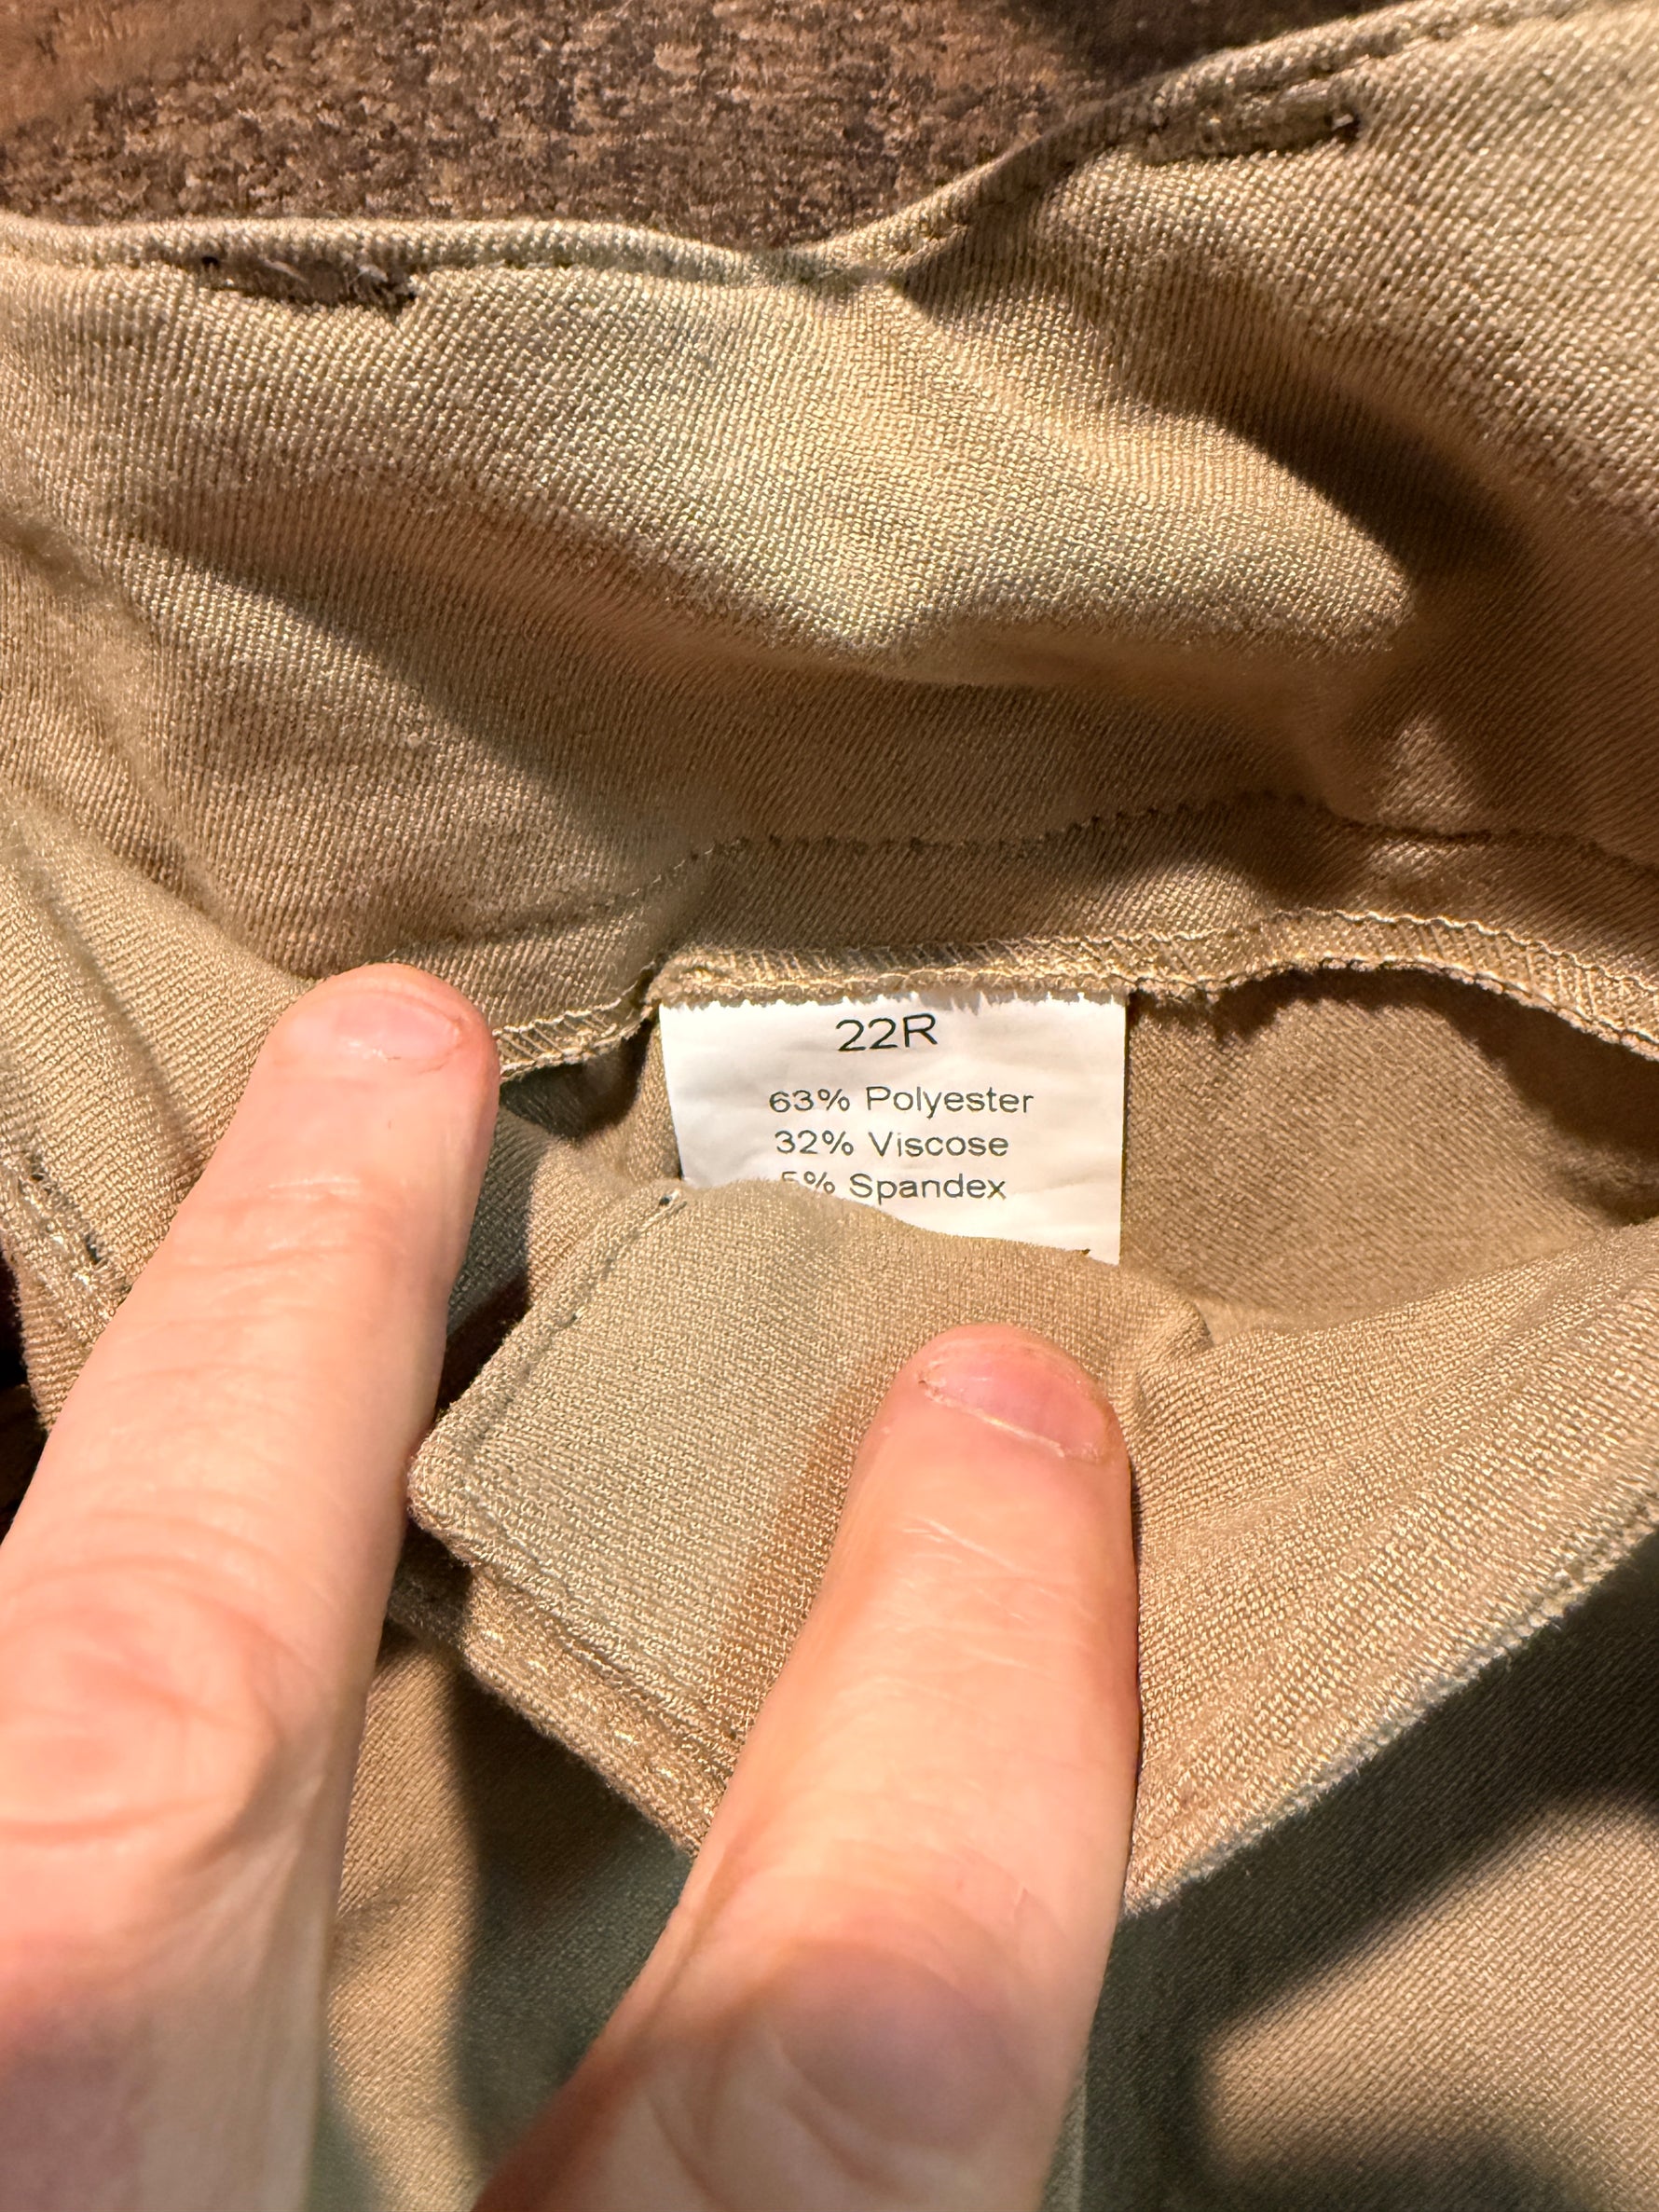 22R
63% Polyester
32% Viscose
5% Spandex